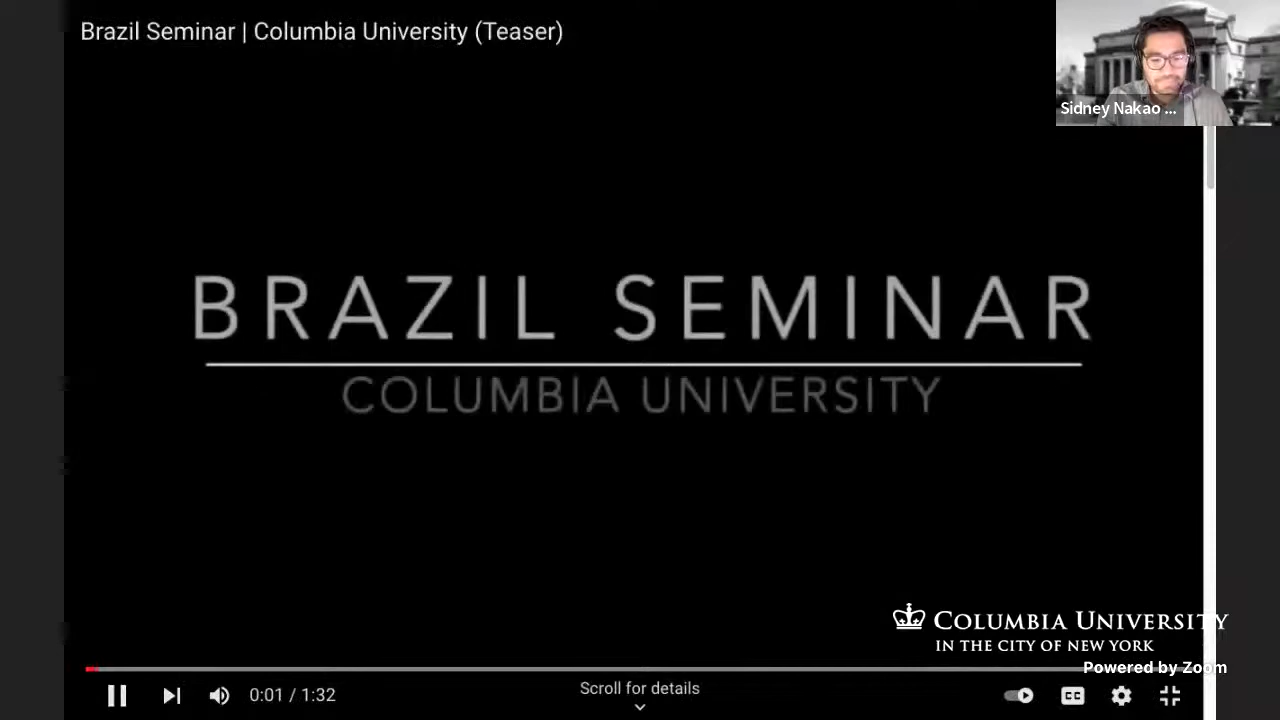 Brazil Seminar | Columbia University (Teaser)
Sidney Nakao ...
BRAZIL SEMINAR
COLUMBIA UNIVERSITY
COLUMBIA UNIVERSITY
IN THE CITY OF NEW YORK
Powered by Zoom
0:01 / 1:32
Scroll for details
CC